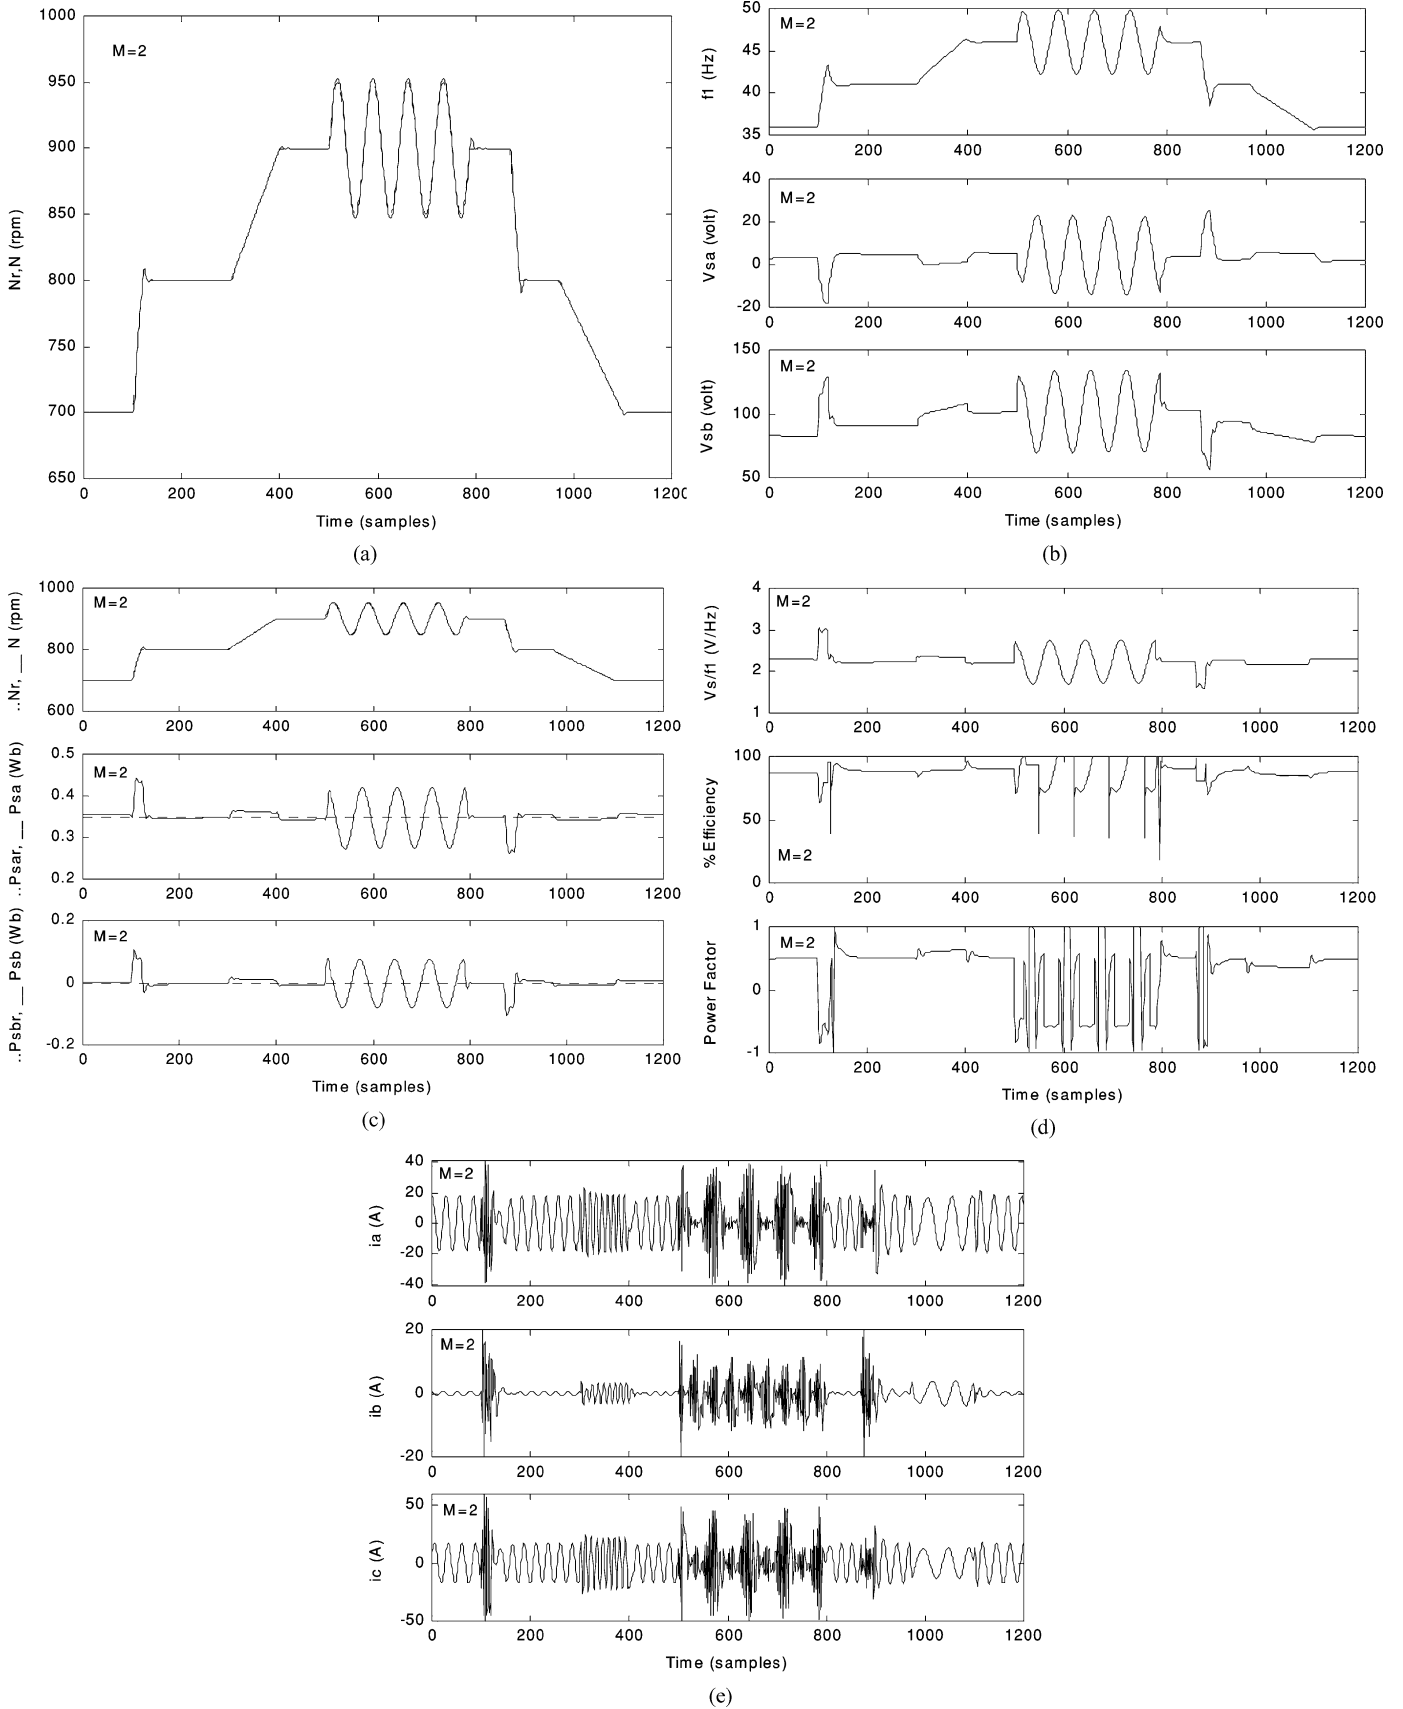 1000
950
900
850
800
750
700
650
M=2
Nr,N (rpm)
0 200 400 600 800 1000 1200
Time (samples)
(a)
50
45
40
35
M=2
f1 (Hz)
0 200 400 600 800 1000 1200
40
20
0
-20
M=2
Vsa (volt)
0 200 400 600 800 1000 1200
150
100
50
M=2
Vsb (volt)
0 200 400 600 800 1000 1200
Time (samples)
(b)
1000
800
600
M=2
..Nr, __ N (rpm)
0 200 400 600 800 1000 1200
0.5
0.4
0.3
0.2
M=2
..Psar, __ Psa (Wb)
0 200 400 600 800 1000 1200
0.2
0
-0.2
M=2
..Psbr, __ Psb (Wb)
0 200 400 600 800 1000 1200
Time (samples)
(c)
4
3
2
1
M=2
Vs/f1 (V/Hz)
0 200 400 600 800 1000 1200
100
50
0
M=2
%Efficiency
0 200 400 600 800 1000 1200
1
0
-1
M=2
Power Factor
0 200 400 600 800 1000 1200
Time (samples)
(d)
40
20
0
-20
-40
M=2
ia (A)
0 200 400 600 800 1000 1200
20
0
-20
M=2
ib (A)
0 200 400 600 800 1000 1200
50
0
-50
M=2
ic (A)
0 200 400 600 800 1000 1200
Time (samples)
(e)